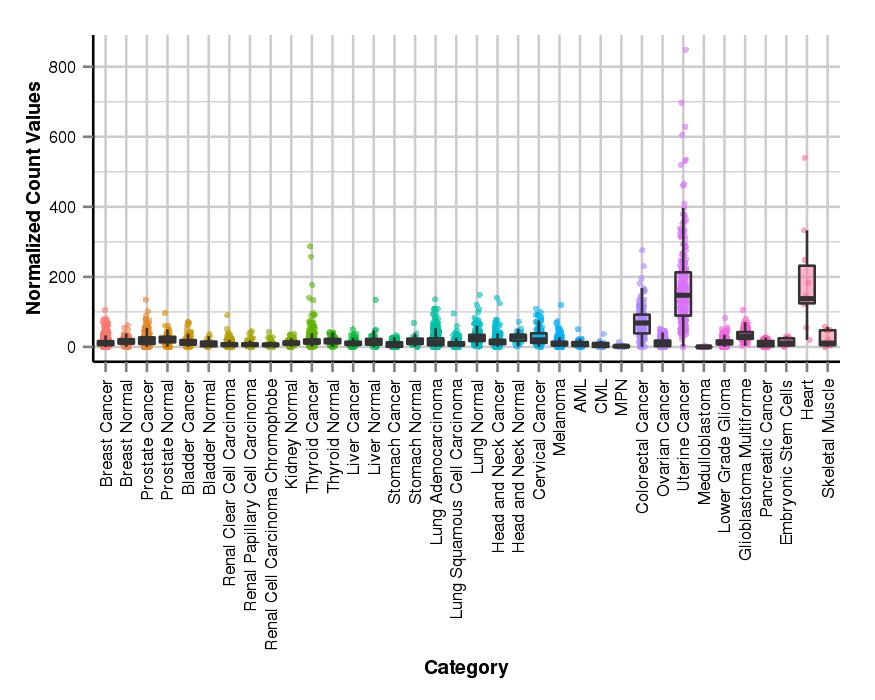 Normalized Count Values
800
600
400
200
0
Breast Cancer
Breast Normal
Prostate Cancer
Prostate Normal
Bladder Cancer
Bladder Normal
Renal Clear Cell Carcinoma
Renal Papillary Cell Carcinoma
Renal Cell Carcinoma Chromophobe
Kidney Normal
Thyroid Cancer
Thyroid Normal
Liver Cancer
Liver Normal
Stomach Cancer
Stomach Normal
Lung Adenocarcinoma
Lung Squamous Cell Carcinoma
Lung Normal
Head and Neck Cancer
Head and Neck Normal
Cervical Cancer
Melanoma
AML
CML
MPN
Colorectal Cancer
Ovarian Cancer
Uterine Cancer
Medulloblastoma
Lower Grade Glioma
Glioblastoma Multiforme
Pancreatic Cancer
Embryonic Stem Cells
Heart
Skeletal Muscle
Category